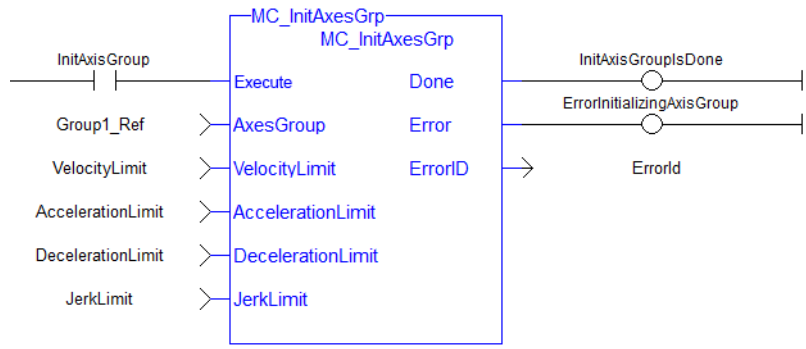 MC_InitAxesGrp
MC_InitAxesGrp
InitAxisGroup
Execute
Done
InitAxisGroupIsDone
Group1_Ref
AxesGroup
Error
ErrorInitializingAxisGroup
VelocityLimit
VelocityLimit
ErrorID
ErrorId
AccelerationLimit
AccelerationLimit
DecelerationLimit
DecelerationLimit
JerkLimit
JerkLimit